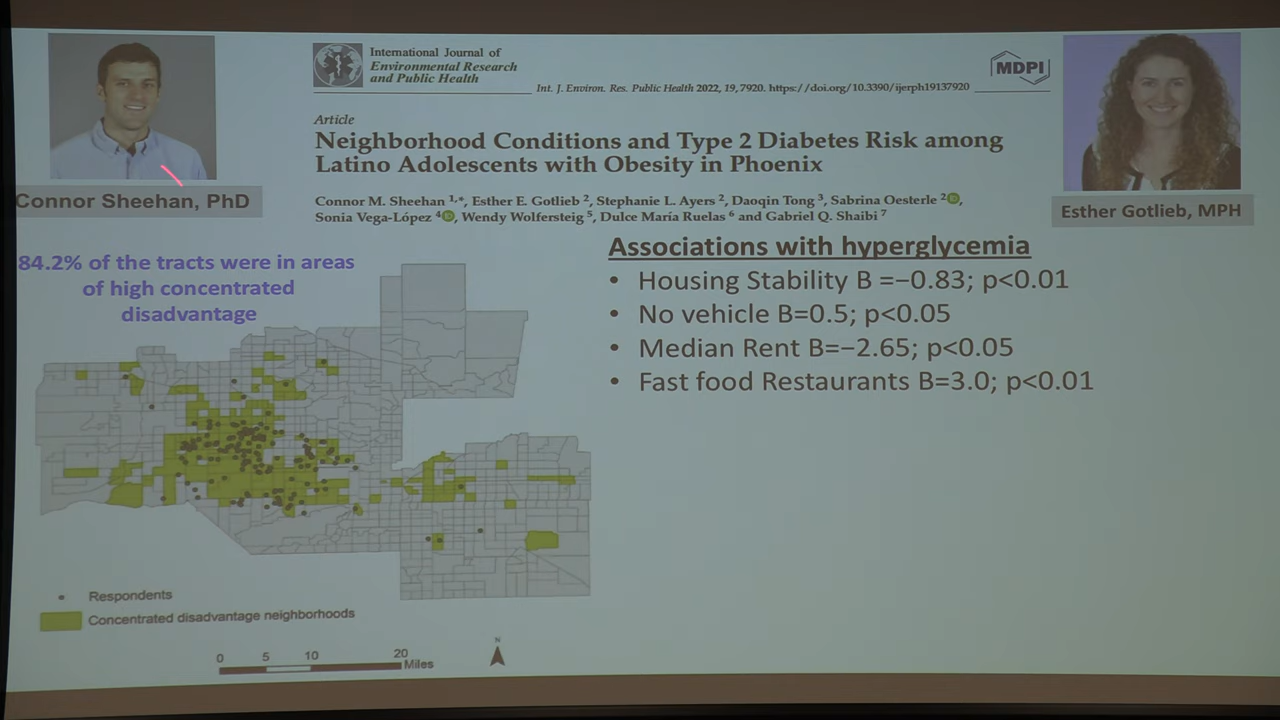 International Journal of
Environmental Research
and Public Health
MDPI
Int. J. Environ. Res. Public Health 2022, 19, 7920. https://doi.org/10.3390/ijerph19137920
Article
Neighborhood Conditions and Type 2 Diabetes Risk among
Latino Adolescents with Obesity in Phoenix
Connor M. Sheehan 1,*, Esther E. Gotlieb 2, Stephanie L. Ayers 2, Daoqin Tong 3, Sabrina Oesterle 2,
Sonia Vega-López 4, Wendy Wolfersteig 5, Dulce María Ruelas 6 and Gabriel Q. Shaibi 7
Connor Sheehan, PhD
Esther Gotlieb, MPH
84.2% of the tracts were in areas
of high concentrated
disadvantage
Associations with hyperglycemia
• Housing Stability B =−0.83; p<0.01
• No vehicle B=0.5; p<0.05
• Median Rent B=−2.65; p<0.05
• Fast food Restaurants B=3.0; p<0.01
Respondents
Concentrated disadvantage neighborhoods
0 5 10 20
Miles
N